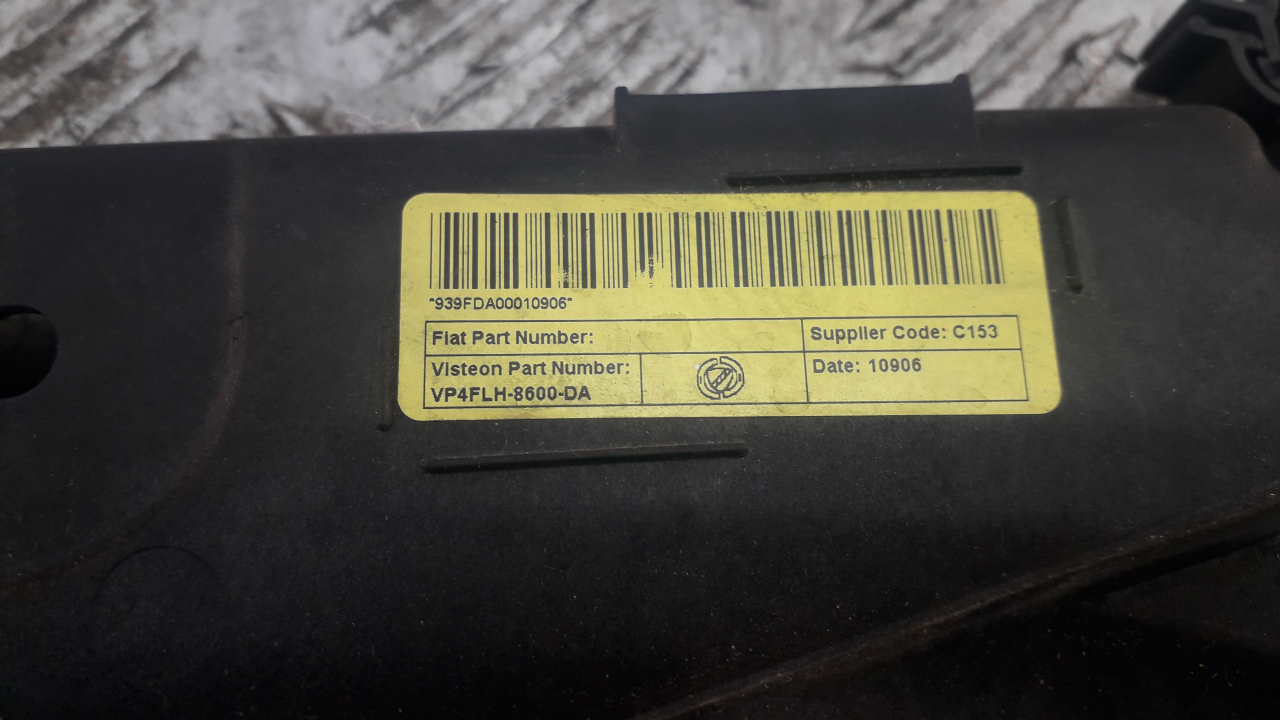 *939FDA00010906*
Fiat Part Number:
Supplier Code: C153
Visteon Part Number:
VP4FLH-8600-DA
Date: 10906